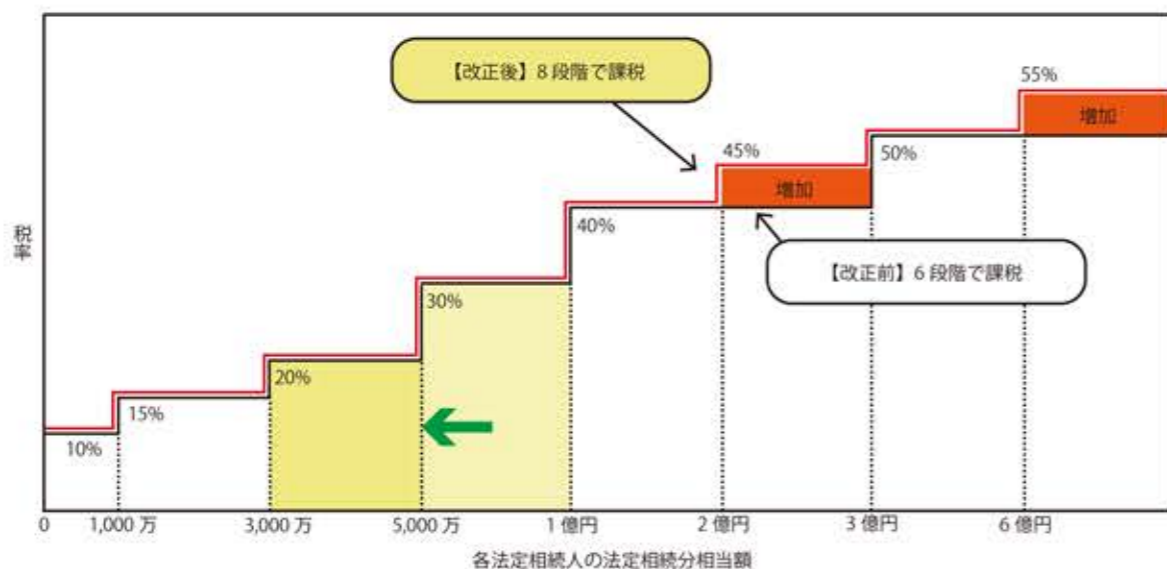 【改正後】8 段階で課税
55%
増加
45%
50%
増加
40%
【改正前】6 段階で課税
税率
30%
20%
15%
10%
0
1,000 万
3,000 万
5,000 万
1 億円
2 億円
3 億円
6 億円
各法定相続人の法定相続分相当額